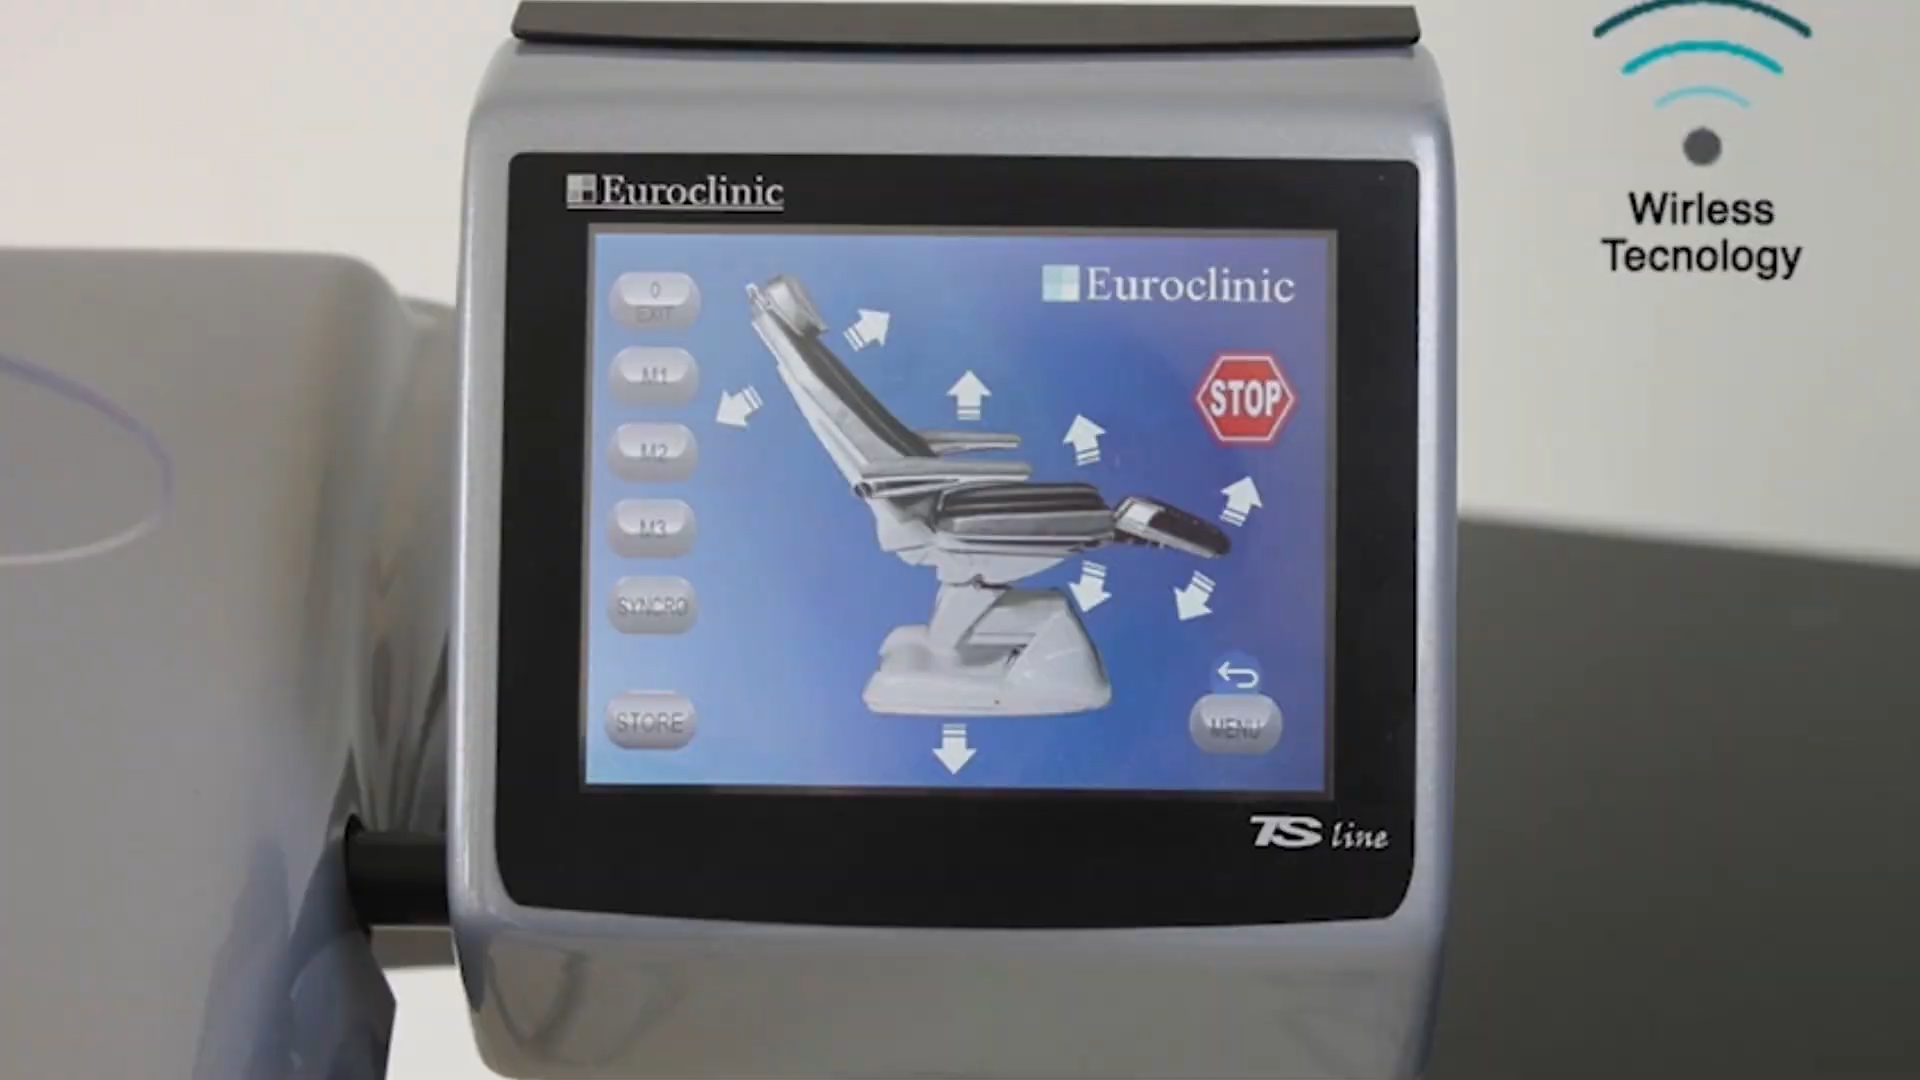 Euroclinic
Euroclinic
0
EXIT
M1
M2
M3
SYNCRO
STORE
STOP
MENU
TS line
Wirless
Tecnology